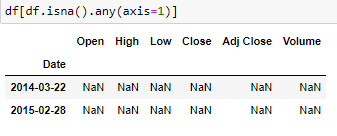 df[df.isna().any(axis=1)]
Open High Low Close Adj Close Volume
Date
2014-03-22 NaN NaN NaN NaN NaN NaN
2015-02-28 NaN NaN NaN NaN NaN NaN